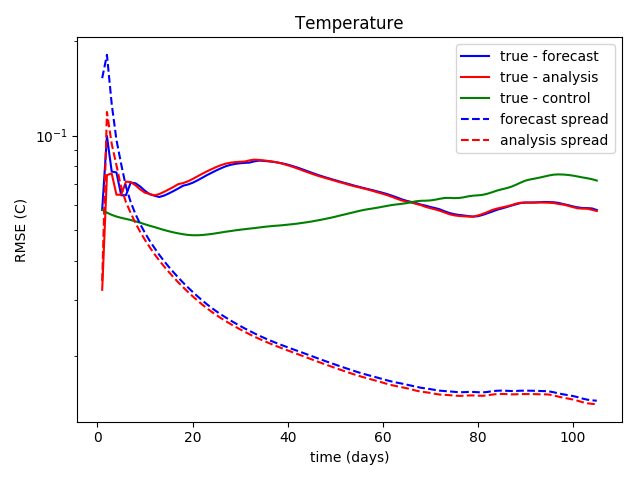 Temperature
true - forecast
true - analysis
true - control
forecast spread
analysis spread
10⁻¹
RMSE (C)
0 20 40 60 80 100
time (days)